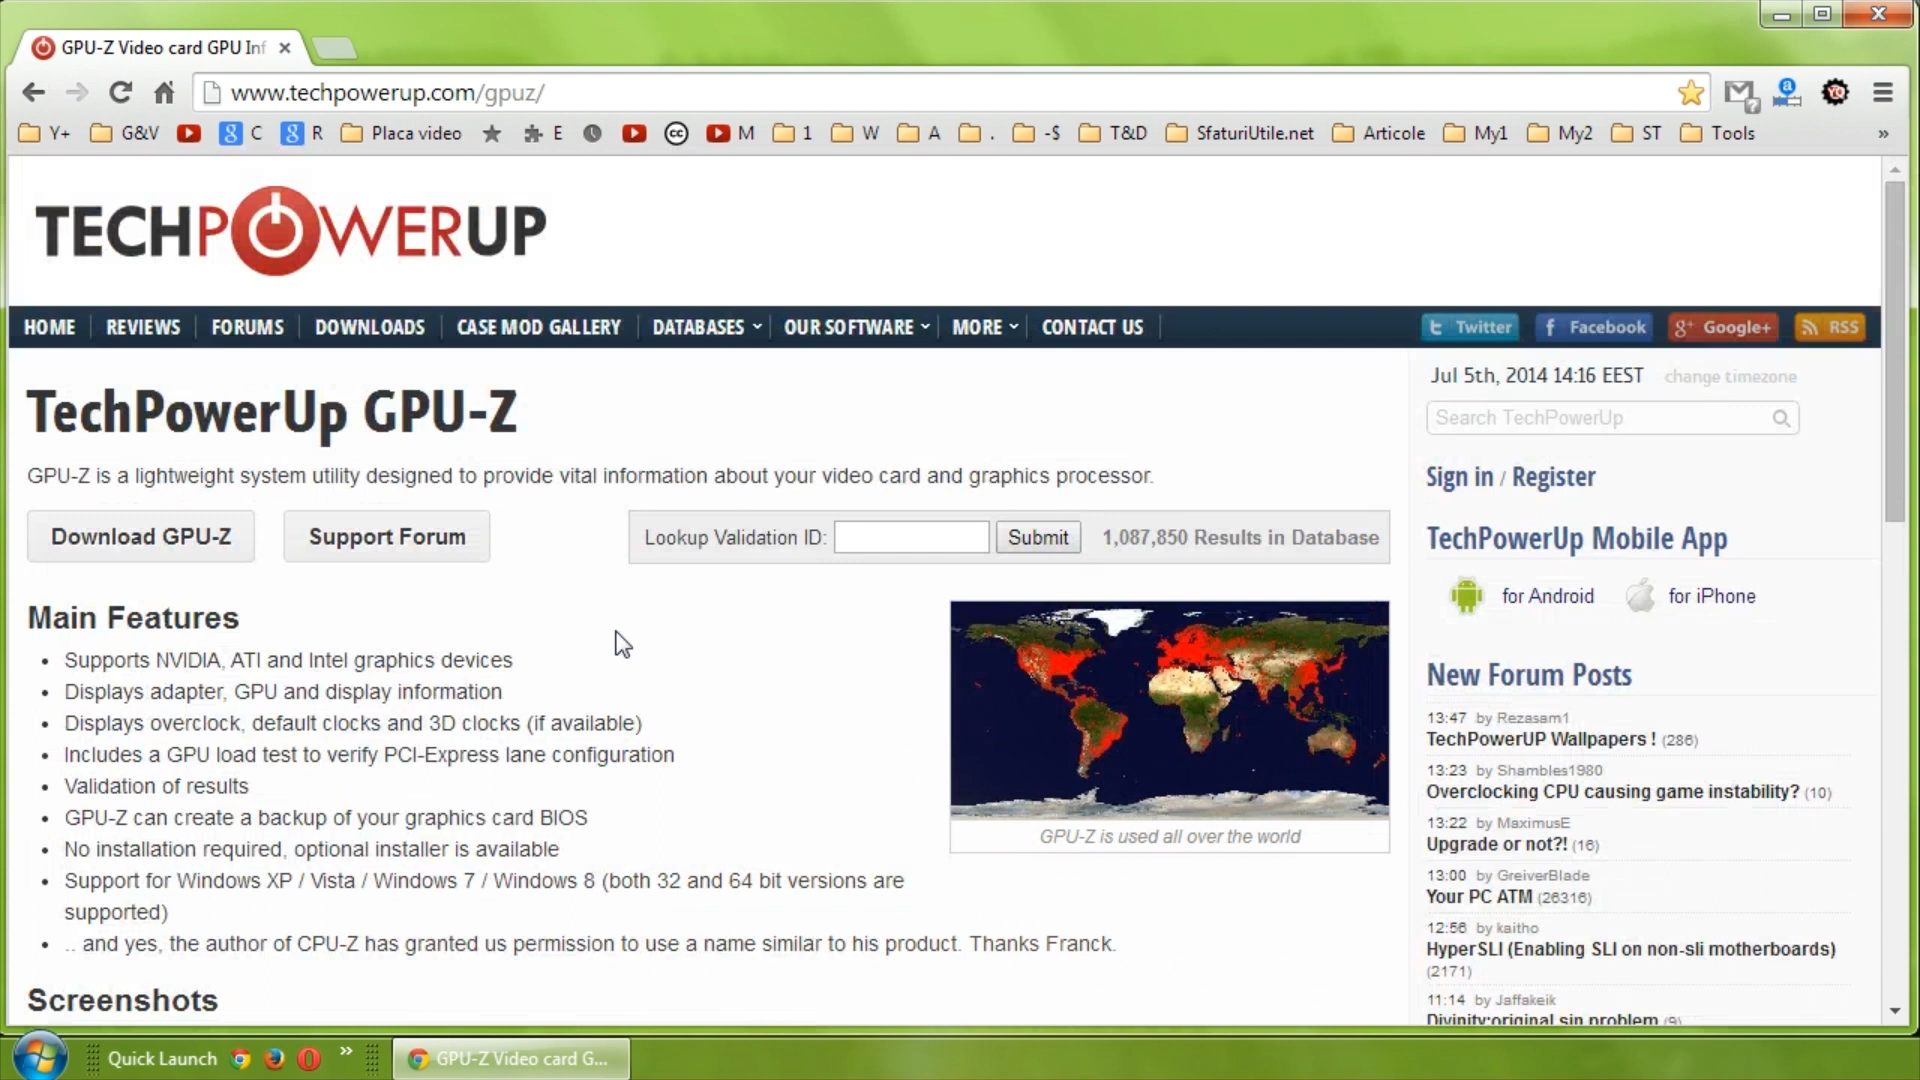 GPU-Z Video card GPU Inf
www.techpowerup.com/gpuz/
Y+ G&V C R Placa video E M 1 W A . -$ T&D SfaturiUtile.net Articole My1 My2 ST Tools »
TECHPOWERUP
HOME REVIEWS FORUMS DOWNLOADS CASE MOD GALLERY DATABASES OUR SOFTWARE MORE CONTACT US Twitter Facebook Google+ RSS
TechPowerUp GPU-Z
GPU-Z is a lightweight system utility designed to provide vital information about your video card and graphics processor.
Download GPU-Z Support Forum Lookup Validation ID: Submit 1,087,850 Results in Database
Main Features
• Supports NVIDIA, ATI and Intel graphics devices
• Displays adapter, GPU and display information
• Displays overclock, default clocks and 3D clocks (if available)
• Includes a GPU load test to verify PCI-Express lane configuration
• Validation of results
• GPU-Z can create a backup of your graphics card BIOS
• No installation required, optional installer is available
• Support for Windows XP / Vista / Windows 7 / Windows 8 (both 32 and 64 bit versions are
supported)
• .. and yes, the author of CPU-Z has granted us permission to use a name similar to his product. Thanks Franck.
GPU-Z is used all over the world
Screenshots
Jul 5th, 2014 14:16 EEST change timezone
Search TechPowerUp
Sign in / Register
TechPowerUp Mobile App
for Android for iPhone
New Forum Posts
13:47 by Rezasam1
TechPowerUP Wallpapers ! (286)
13:23 by Shambles1980
Overclocking CPU causing game instability? (10)
13:22 by MaximusE
Upgrade or not?! (16)
13:00 by GreiverBlade
Your PC ATM (26316)
12:56 by kaitho
HyperSLI (Enabling SLI on non-sli motherboards)
(2171)
11:14 by Jaffakeik
Divinity:original sin problem (9)
Quick Launch » GPU-Z Video card G...